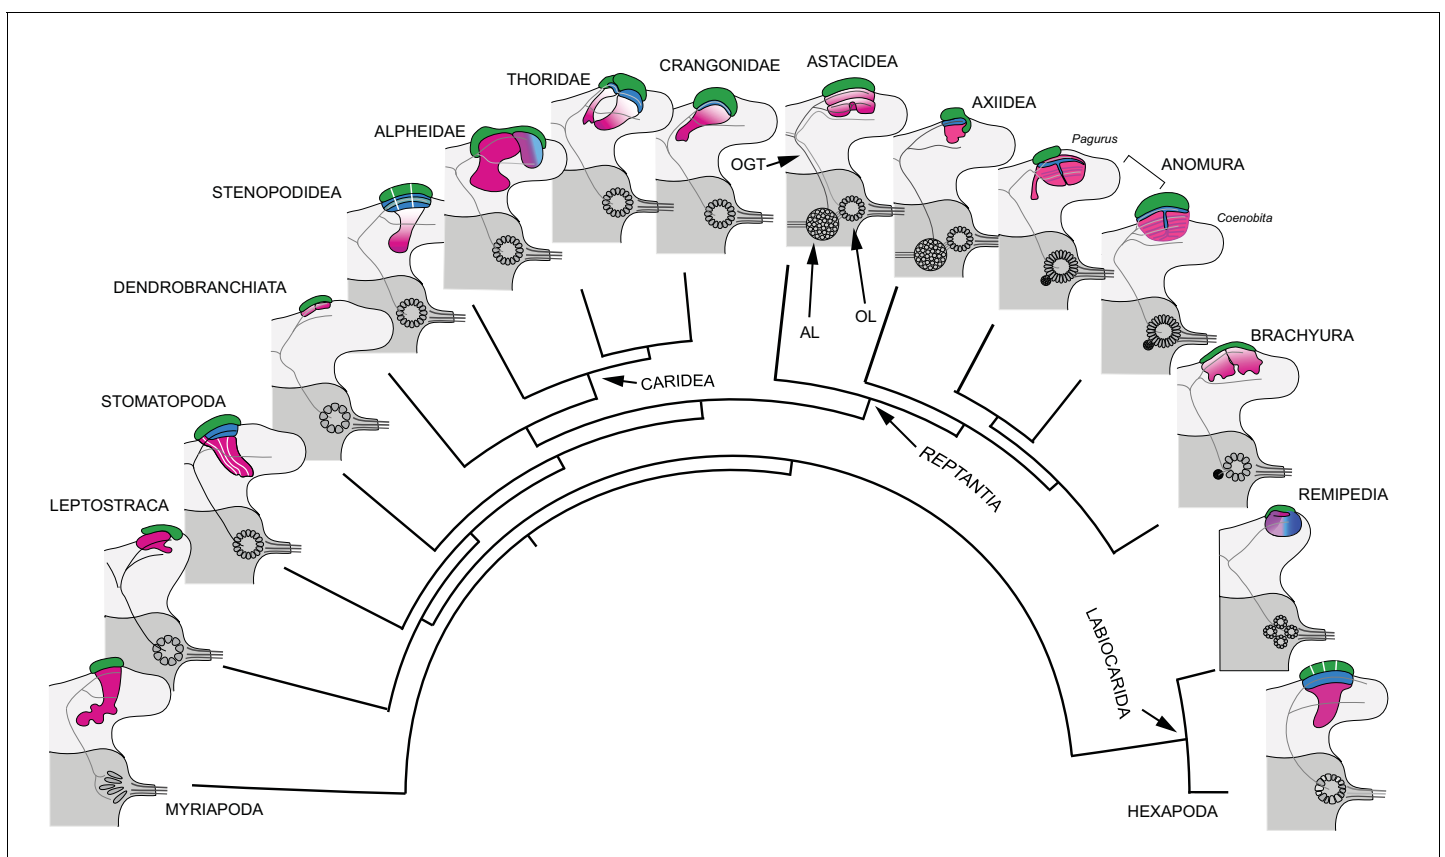 CRANGONIDAE
ASTACIDEA
THORIDAE
AXIIDEA
ALPHEIDAE
Pagurus
OGT
ANOMURA
STENOPODIDEA
Coenobita
DENDROBRANCHIATA
OL
AL
BRACHYURA
CARIDEA
STOMATOPODA
REPTANTIA
LEPTOSTRACA
REMIPEDIA
LABIOCARIDA
MYRIAPODA
HEXAPODA